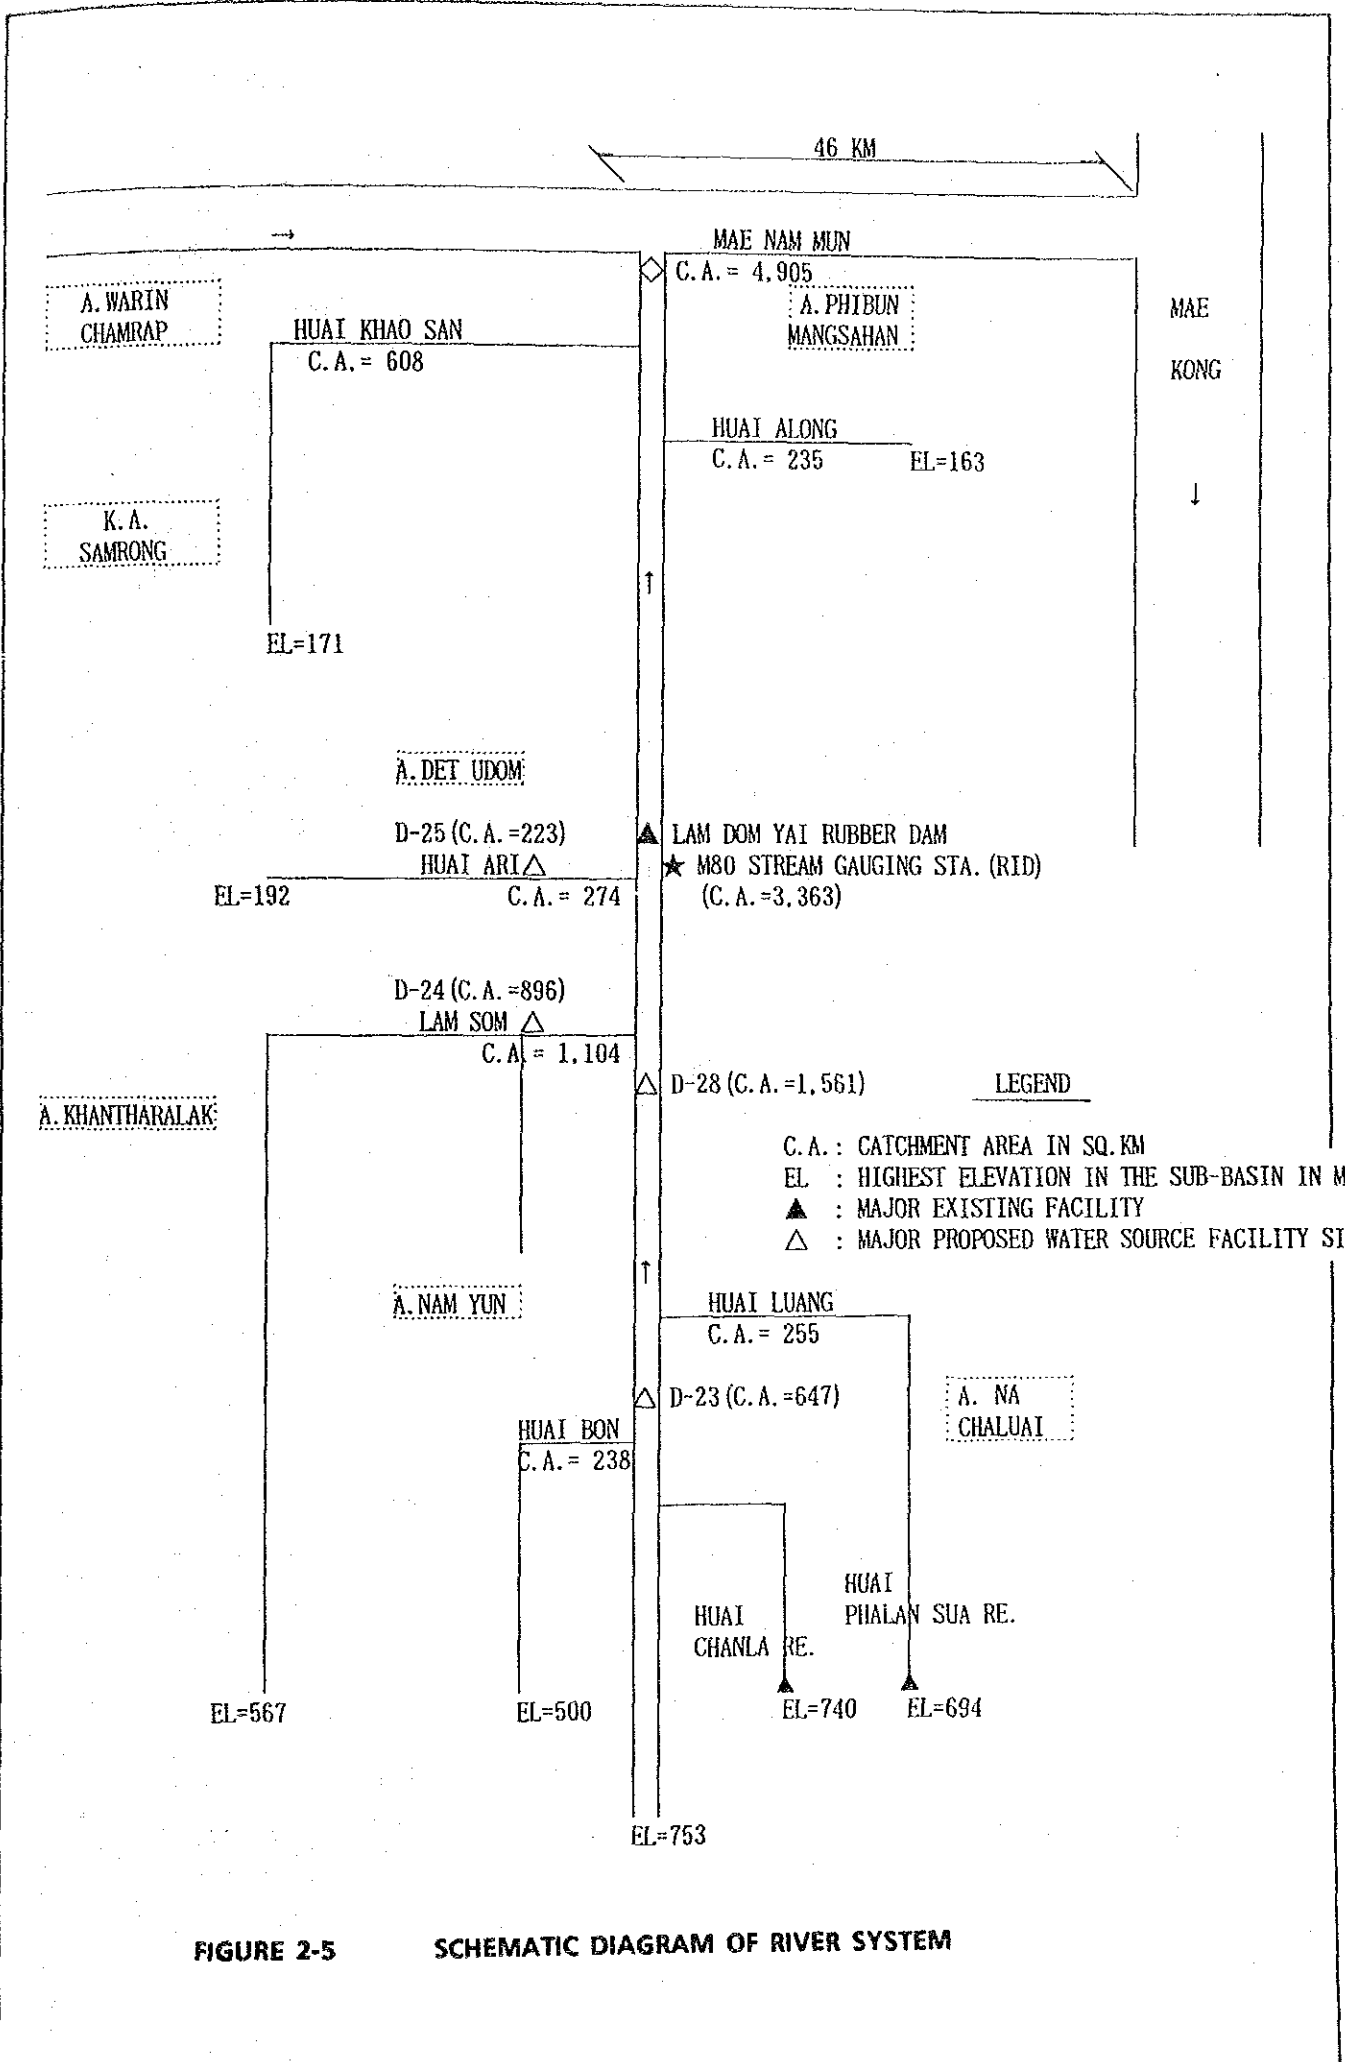 46 KM
→
MAE NAM MUN
C.A.= 4,905
A.WARIN
CHAMRAP
A.PHIBUN
MANGSAHAN
MAE
KONG
HUAI KHAO SAN
C.A.= 608
HUAI ALONG
C.A.= 235
EL=163
↓
K.A.
SAMRONG
↑
EL=171
A.DET UDOM
D-25(C.A.=223)
HUAI ARI△
EL=192
C.A.= 274
▲ LAM DOM YAI RUBBER DAM
★ M80 STREAM GAUGING STA.(RID)
(C.A.=3,363)
D-24(C.A.=896)
LAM SOM △
C.A = 1,104
△ D-28(C.A.=1,561)
A.KHANTHARALAK
LEGEND
C.A.: CATCHMENT AREA IN SQ.KM
EL : HIGHEST ELEVATION IN THE SUB-BASIN IN M
▲ : MAJOR EXISTING FACILITY
△ : MAJOR PROPOSED WATER SOURCE FACILITY SI
↑
A.NAM YUN
HUAI LUANG
C.A.= 255
△ D-23(C.A.=647)
A. NA
CHALUAI
HUAI BON
C.A.= 238
HUAI
PHALAN SUA RE.
HUAI
CHANLA RE.
EL=567
EL=500
EL=740
EL=694
EL=753
FIGURE 2-5 SCHEMATIC DIAGRAM OF RIVER SYSTEM